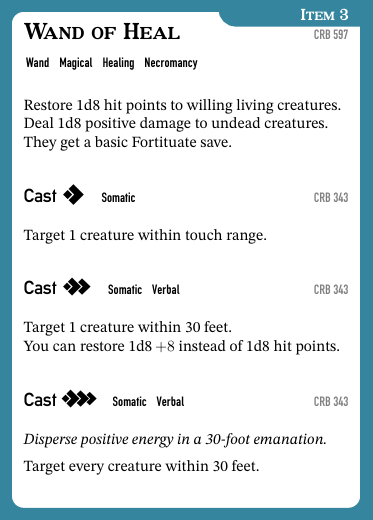 ITEM 3
WAND OF HEAL
CRB 597
Wand Magical Healing Necromancy
Restore 1d8 hit points to willing living creatures.
Deal 1d8 positive damage to undead creatures.
They get a basic Fortituate save.
Cast Somatic CRB 343
Target 1 creature within touch range.
Cast Somatic Verbal CRB 343
Target 1 creature within 30 feet.
You can restore 1d8 +8 instead of 1d8 hit points.
Cast Somatic Verbal CRB 343
Disperse positive energy in a 30-foot emanation.
Target every creature within 30 feet.